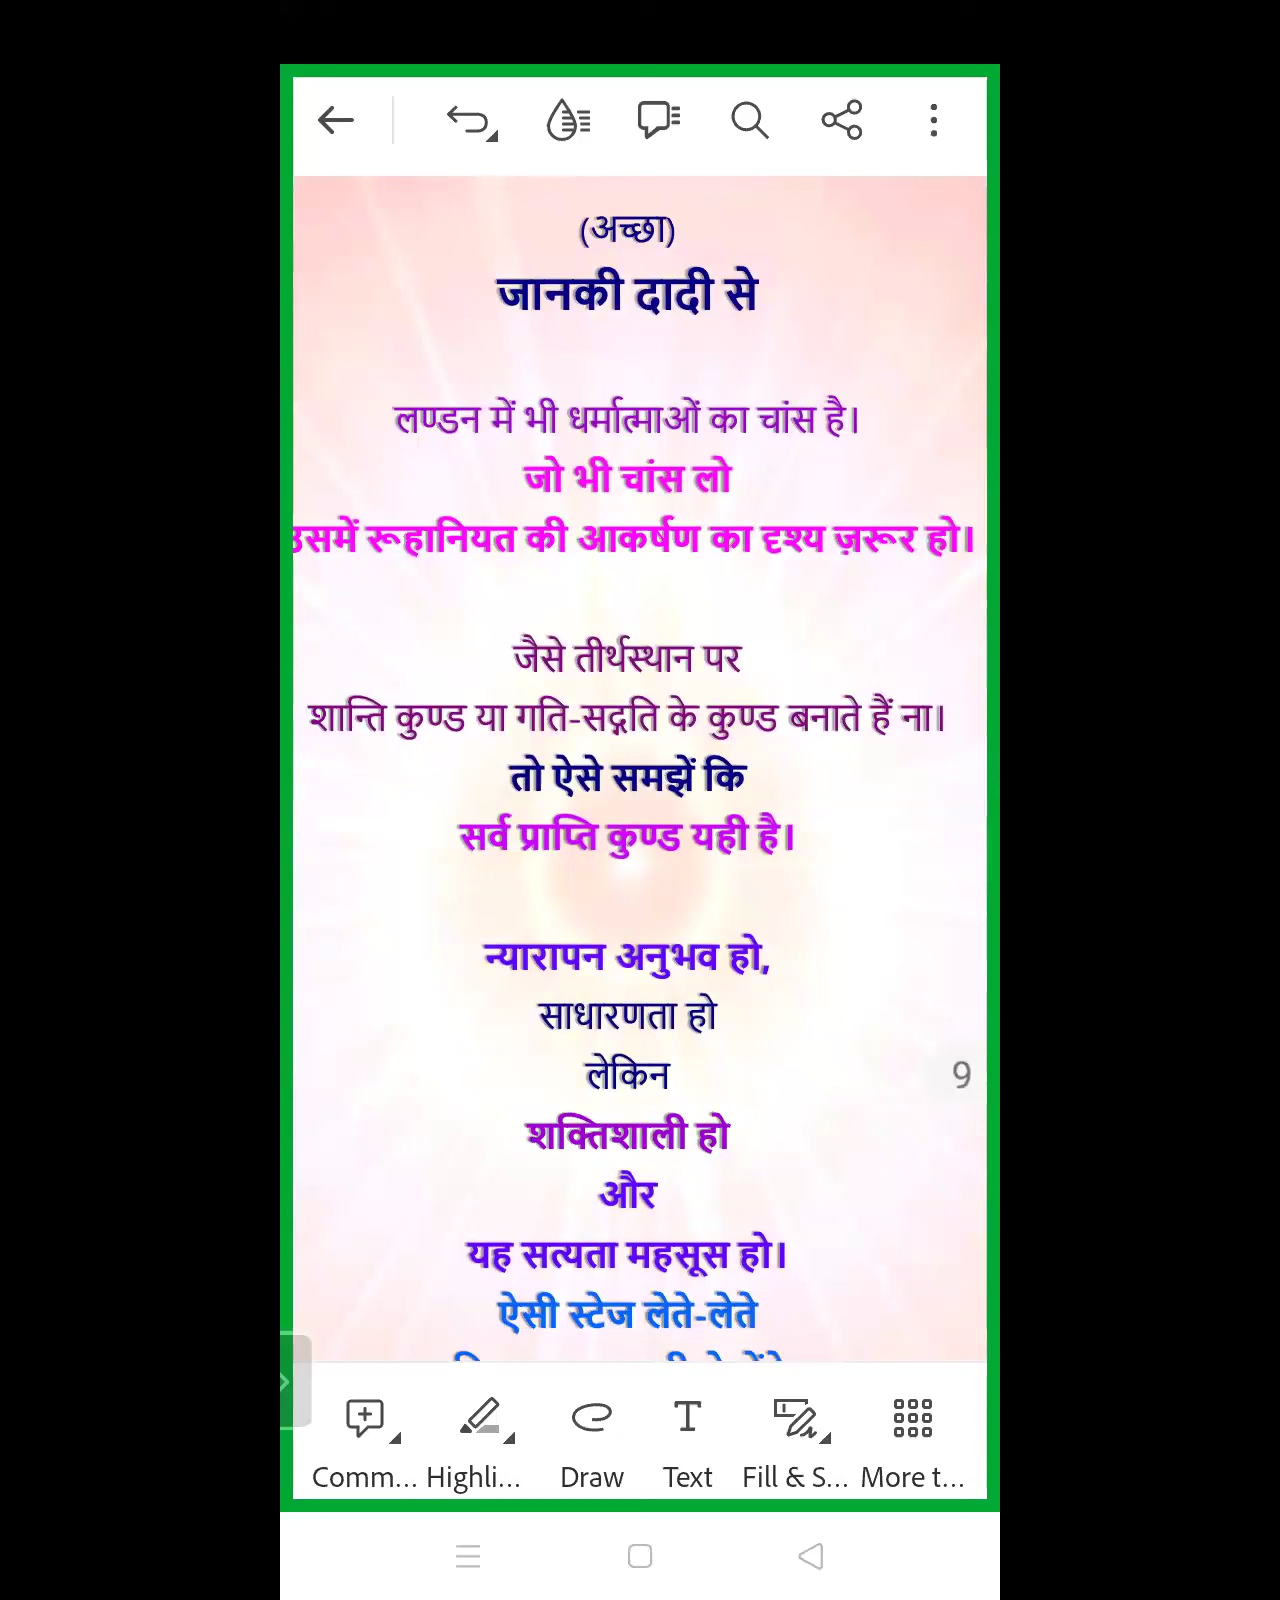 (अच्छा)
जानकी दादी से
लण्डन में भी धर्मात्माओं का चांस है।
जो भी चांस लो
उसमें रूहानियत की आकर्षण का दृश्य ज़रूर हो।
जैसे तीर्थस्थान पर
शान्ति कुण्ड या गति-सद्गति के कुण्ड बनाते हैं ना।
तो ऐसे समझें कि
सर्व प्राप्ति कुण्ड यही है।
न्यारापन अनुभव हो,
साधारणता हो
लेकिन
9
शक्तिशाली हो
और
यह सत्यता महसूस हो।
ऐसी स्टेज लेते-लेते
Comm... Highli... Draw Text Fill & S... More t...